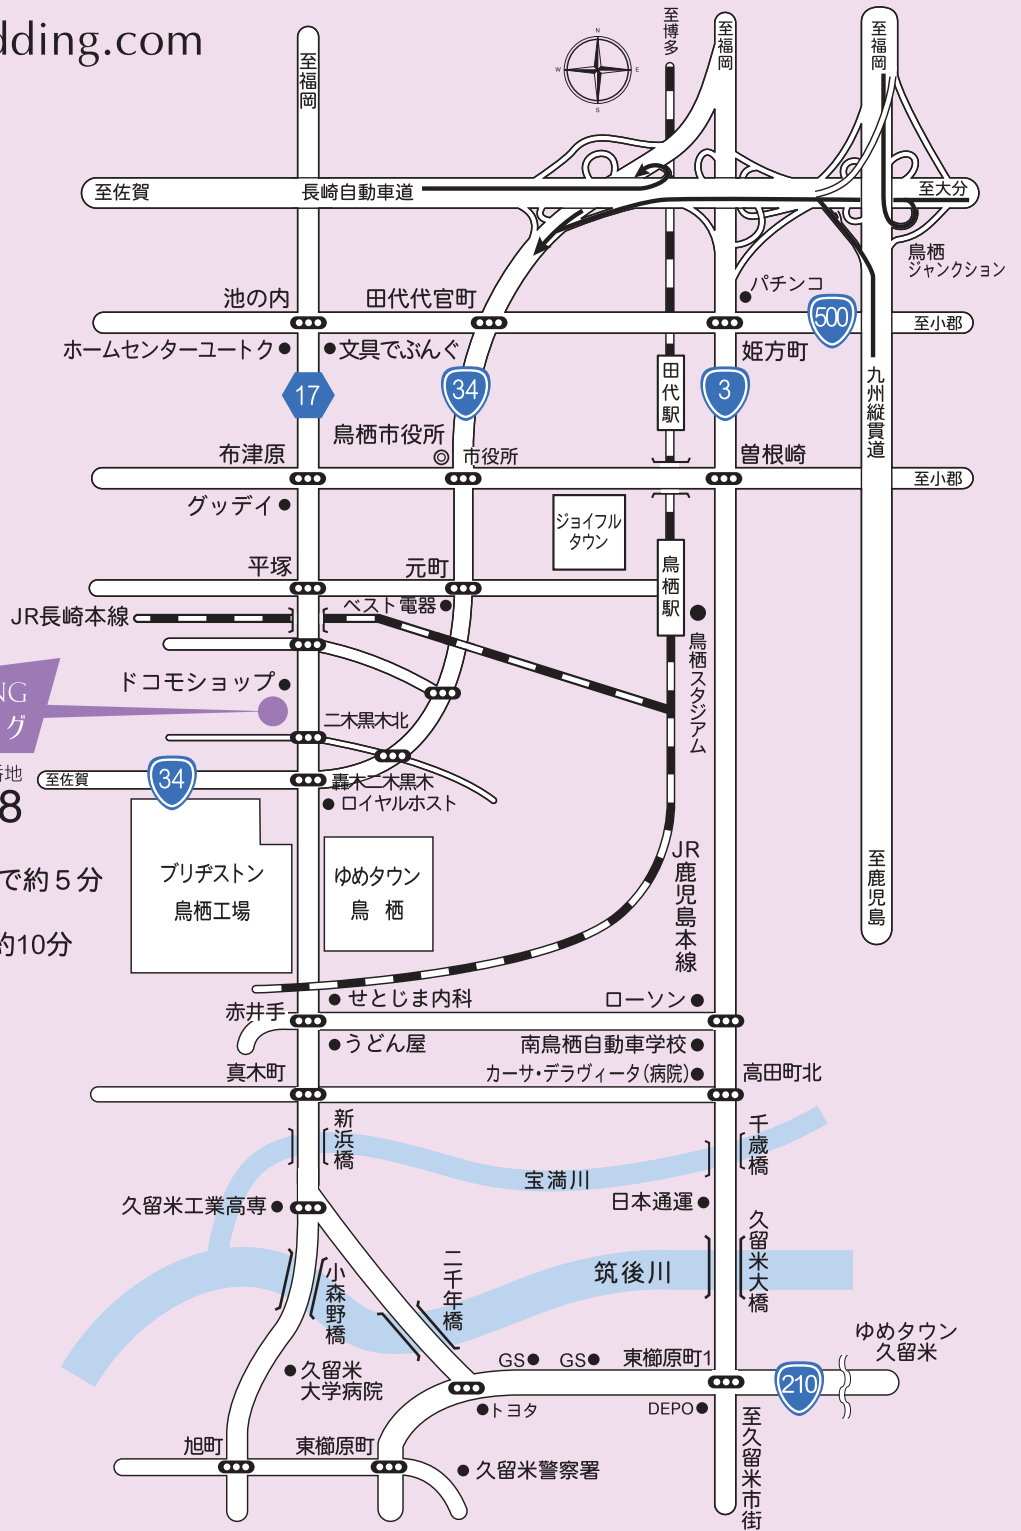 dding.com
至福岡
至博多
至福岡
至福岡
N
W
E
S
至佐賀
長崎自動車道
至大分
鳥栖
ジャンクション
パチンコ
池の内
田代代官町
500
至小郡
ホームセンターユートク
文具でぶんぐ
姫方町
17
34
田代駅
3
九州縦貫道
鳥栖市役所
布津原
市役所
曽根崎
至小郡
グッデイ
ジョイフル
タウン
平塚
元町
鳥栖駅
ベスト電器
JR長崎本線
鳥栖スタジアム
ドコモショップ
NG
グ
二本黒木北
番地
至佐賀
34
轟木二本黒木
8
ロイヤルホスト
ブリヂストン
鳥栖工場
ゆめタウン
鳥 栖
JR鹿児島本線
至鹿児島
で約5分
約10分
せとじま内科
ローソン
赤井手
うどん屋
南鳥栖自動車学校
真木町
カーサ・デラヴィータ(病院)
高田町北
新浜橋
千歳橋
宝満川
久留米工業高専
日本通運
久留米大橋
小森野橋
二千年橋
筑後川
ゆめタウン
久留米
GS
GS
東櫛原町1
久留米
大学病院
210
トヨタ
DEPO
至久留米市街
旭町
東櫛原町
久留米警察署